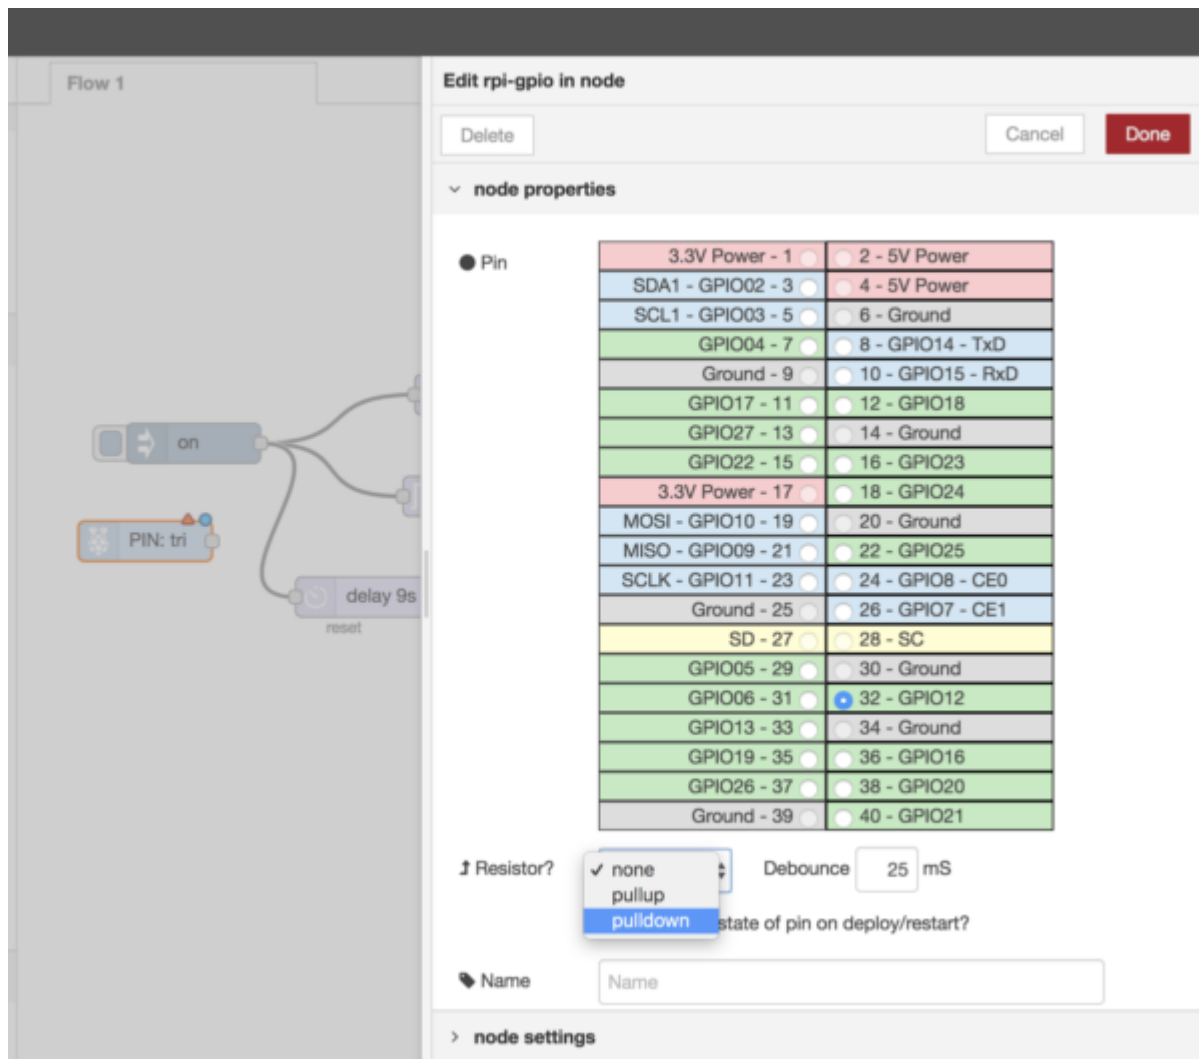 Flow 1
Edit rpi-gpio in node
Delete
Cancel
Done
node properties
Pin
3.3V Power - 1
2 - 5V Power
SDA1 - GPIO02 - 3
4 - 5V Power
SCL1 - GPIO03 - 5
6 - Ground
GPIO04 - 7
8 - GPIO14 - TxD
Ground - 9
10 - GPIO15 - RxD
GPIO17 - 11
12 - GPIO18
GPIO27 - 13
14 - Ground
GPIO22 - 15
16 - GPIO23
3.3V Power - 17
18 - GPIO24
MOSI - GPIO10 - 19
20 - Ground
MISO - GPIO09 - 21
22 - GPIO25
SCLK - GPIO11 - 23
24 - GPIO8 - CE0
Ground - 25
26 - GPIO7 - CE1
SD - 27
28 - SC
GPIO05 - 29
30 - Ground
GPIO06 - 31
32 - GPIO12
GPIO13 - 33
34 - Ground
GPIO19 - 35
36 - GPIO16
GPIO26 - 37
38 - GPIO20
Ground - 39
40 - GPIO21
on
PIN: tri
delay 9s
reset
Resistor?
none
pullup
pulldown
Debounce
25 mS
state of pin on deploy/restart?
Name
Name
node settings